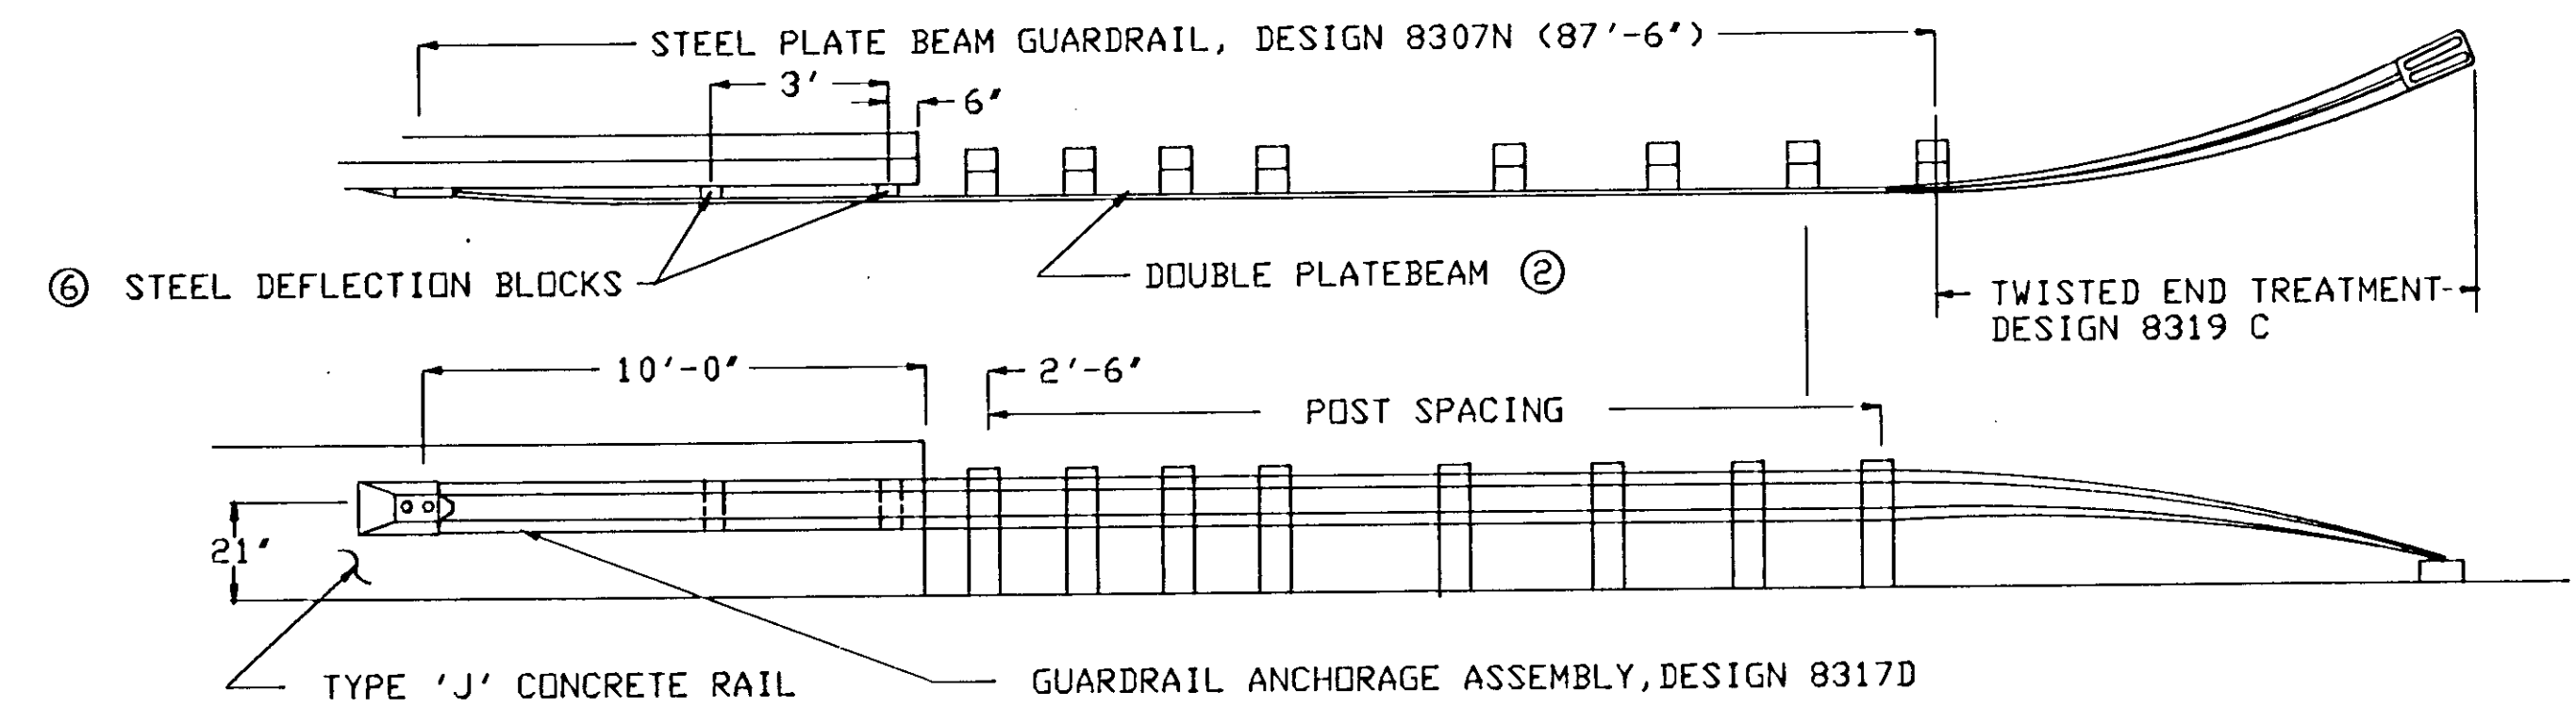 STEEL PLATE BEAM GUARDRAIL, DESIGN 8307N (87'-6")
3'
6"
⑥ STEEL DEFLECTION BLOCKS
DOUBLE PLATEBEAM ②
TWISTED END TREATMENT
DESIGN 8319 C
10'-0"
2'-6"
POST SPACING
21"
TYPE 'J' CONCRETE RAIL
GUARDRAIL ANCHORAGE ASSEMBLY, DESIGN 8317D